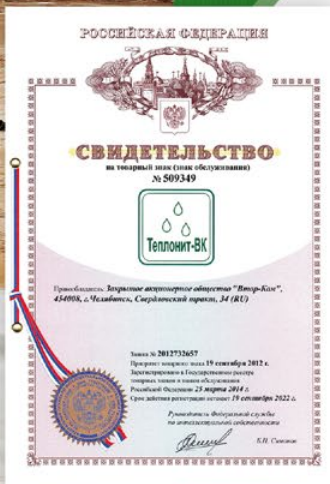 РОССИЙСКАЯ ФЕДЕРАЦИЯ
СВИДЕТЕЛЬСТВО
на товарный знак (знак обслуживания)
№ 509349
Теплонит-ВК
Правообладатель: Закрытое акционерное общество "Втор-Ком",
454008, г. Челябинск, Свердловский тракт, 34 (RU)
Заявка № 2012732657
Приоритет товарного знака 19 сентября 2012 г.
Зарегистрировано в Государственном реестре
товарных знаков и знаков обслуживания
Российской Федерации 25 марта 2014 г.
Срок действия регистрации истекает 19 сентября 2022 г.
Руководитель Федеральной службы
по интеллектуальной собственности
Б.П. Симонов